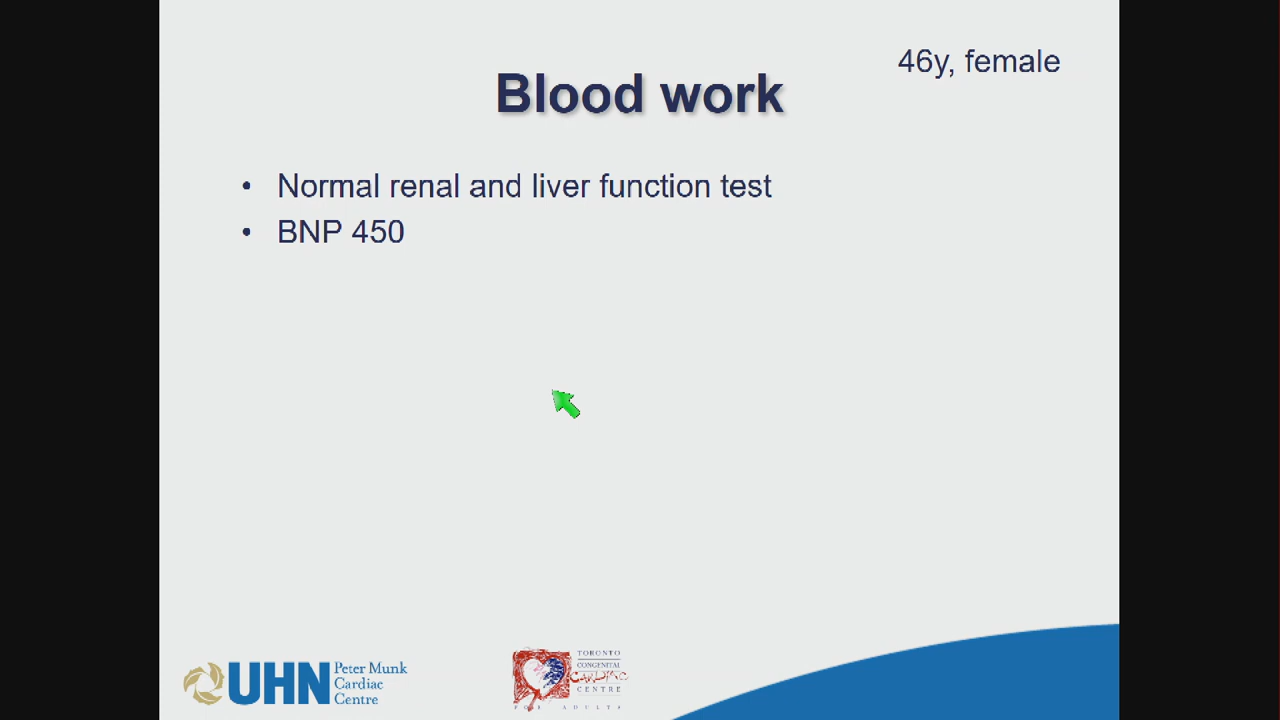 46y, female
Blood work
• Normal renal and liver function test
• BNP 450
UHN
Peter Munk
Cardiac
Centre
TORONTO
CONGENITAL
CARDIAC
CENTRE
FOR ADULTS